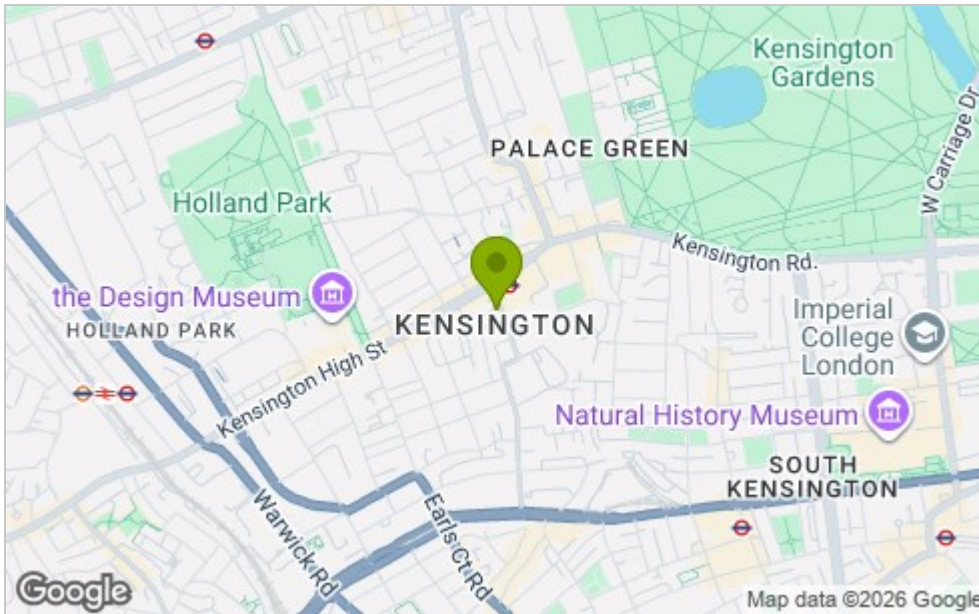 Kensington
Gardens
PALACE GREEN
W Carriage Dr.
Holland Park
Kensington Rd.
the Design Museum
HOLLAND PARK
KENSINGTON
Imperial
College
London
Kensington High St
Natural History Museum
SOUTH
KENSINGTON
Warwick Rd
Earls Ct Rd
Google
Map data ©2026 Google